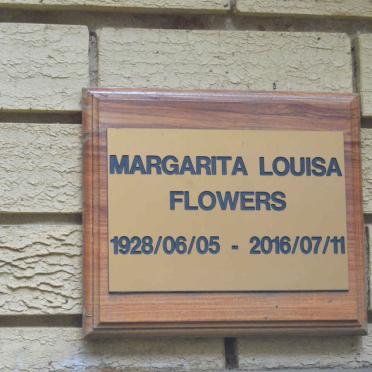 MARGARITA LOUISA
FLOWERS
1928/06/05 - 2016/07/11